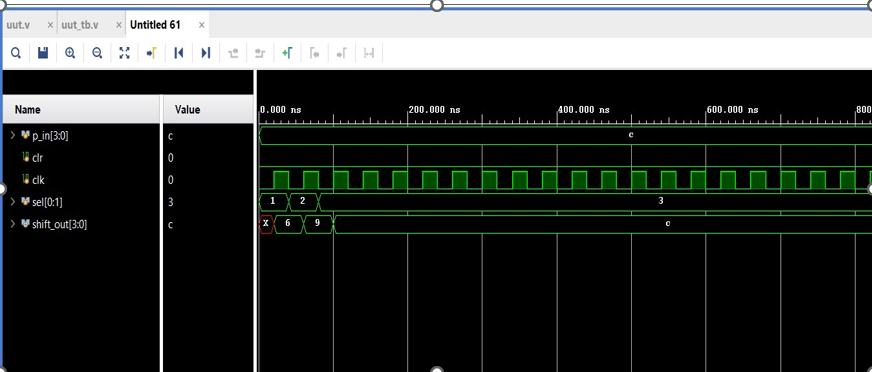 uut.v × uut_tb.v × Untitled 61 ×
Name Value
0.000 ns 200.000 ns 400.000 ns 600.000 ns 800
p_in[3:0] c c
clr 0
clk 0
sel[0:1] 3 1 2 3
shift_out[3:0] c X 6 9 c